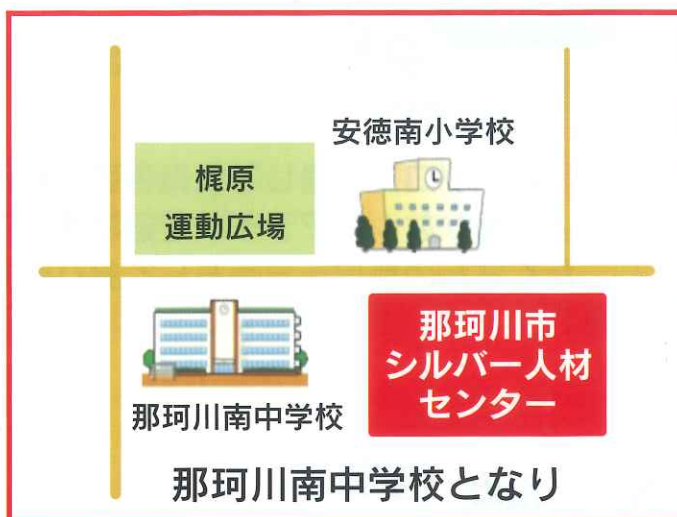 安徳南小学校
梶原
運動広場
那珂川市
シルバー人材
センター
那珂川南中学校
那珂川南中学校となり